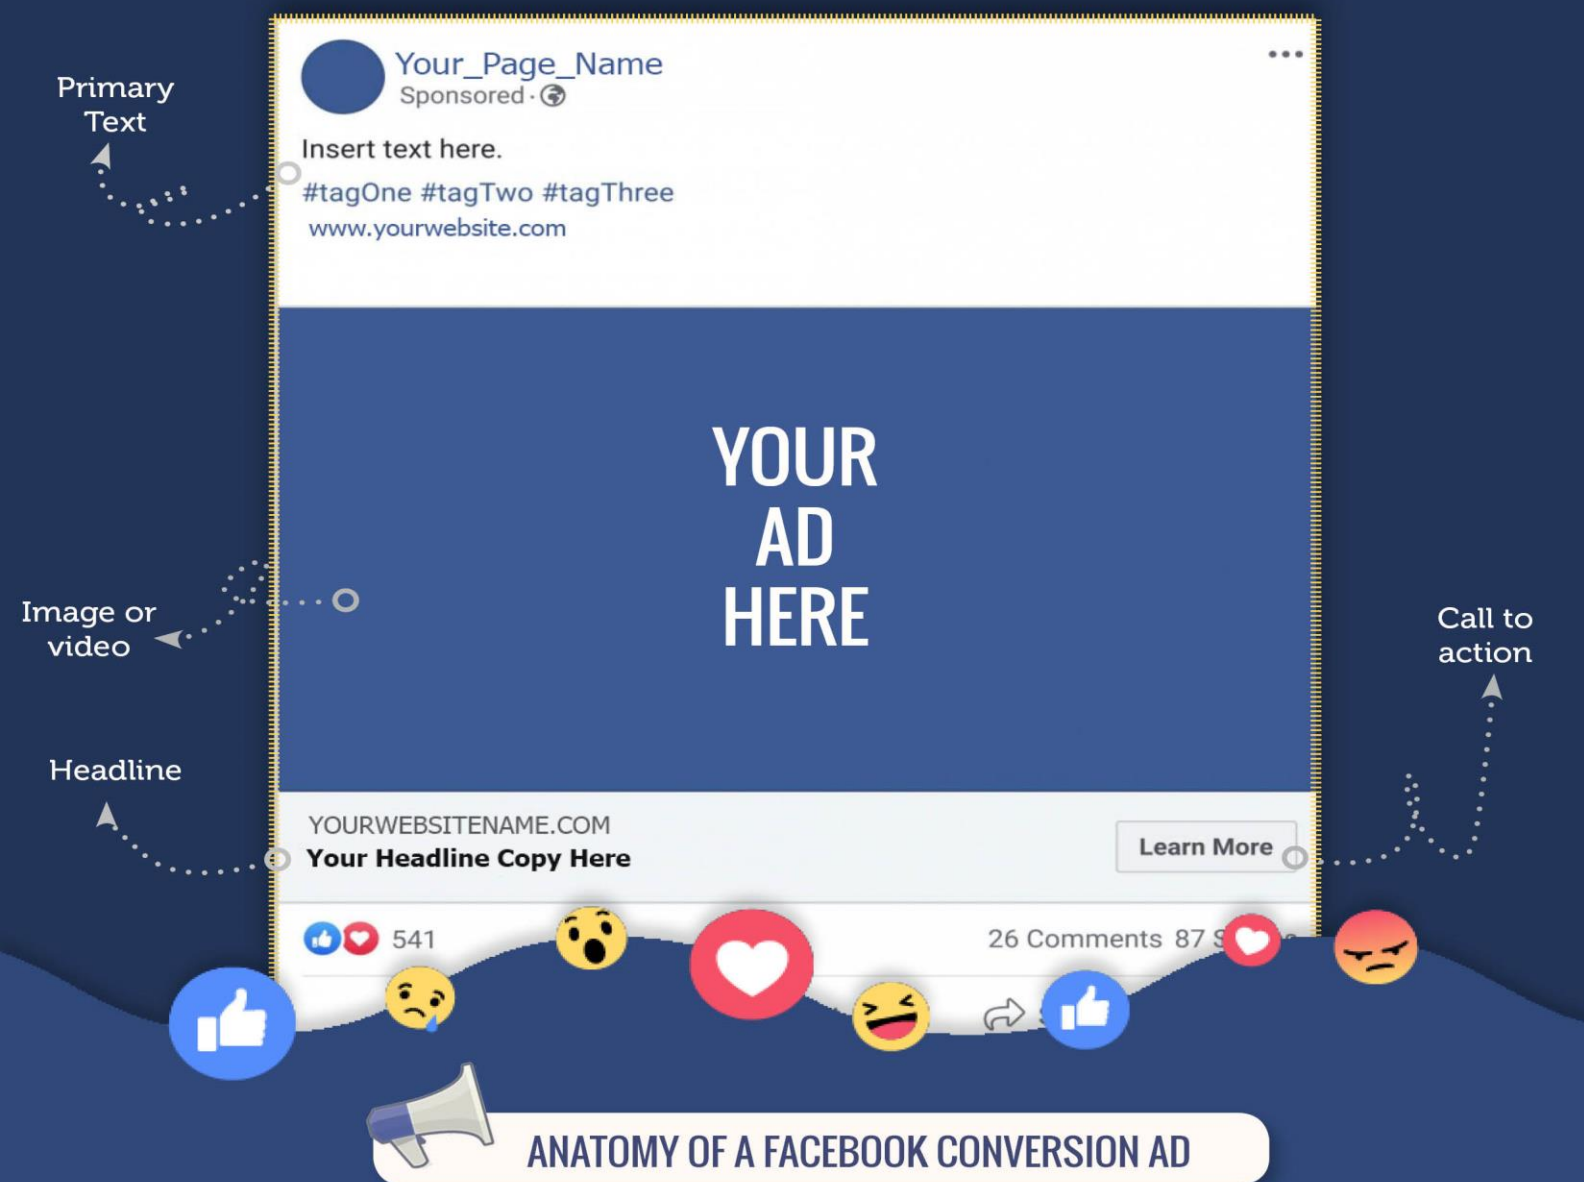 Primary
Text
Your_Page_Name
Sponsored ·
Insert text here.
#tagOne #tagTwo #tagThree
www.yourwebsite.com
YOUR
AD
HERE
Image or
video
Call to
action
Headline
YOURWEBSITENAME.COM
Your Headline Copy Here
Learn More
541
26 Comments 87
ANATOMY OF A FACEBOOK CONVERSION AD